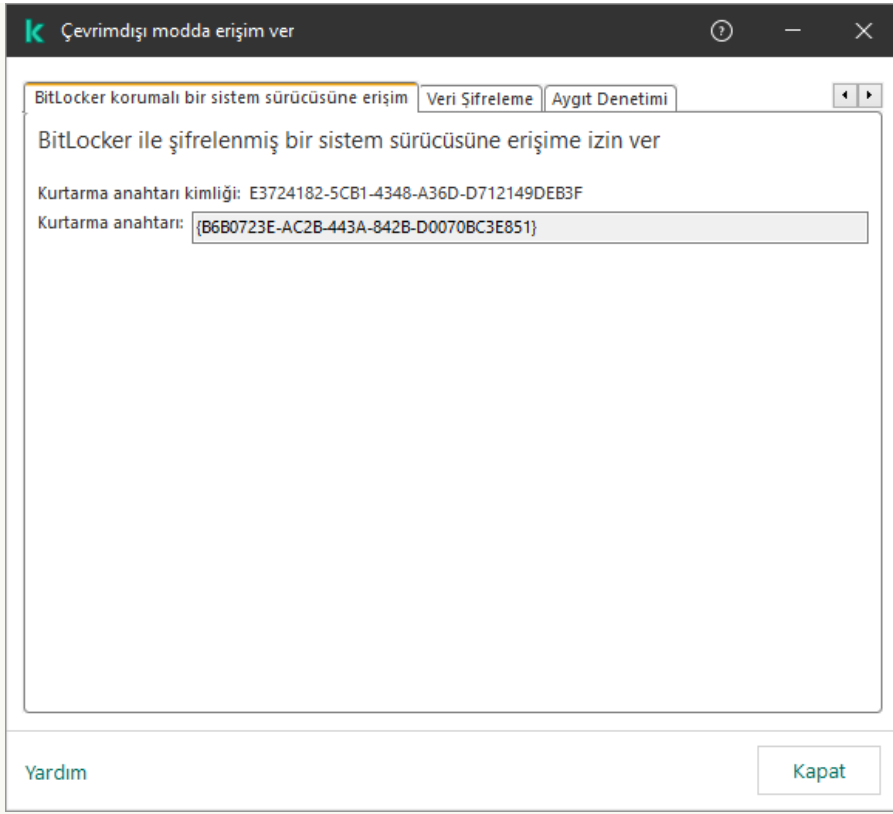 Çevrimdışı modda erişim ver
BitLocker korumalı bir sistem sürücüsüne erişim Veri Şifreleme Aygıt Denetimi
BitLocker ile şifrelenmiş bir sistem sürücüsüne erişime izin ver
Kurtarma anahtarı kimliği: E3724182-5CB1-4348-A36D-D712149DEB3F
Kurtarma anahtarı: {B6B0723E-AC2B-443A-842B-D0070BC3E851}
Yardım Kapat